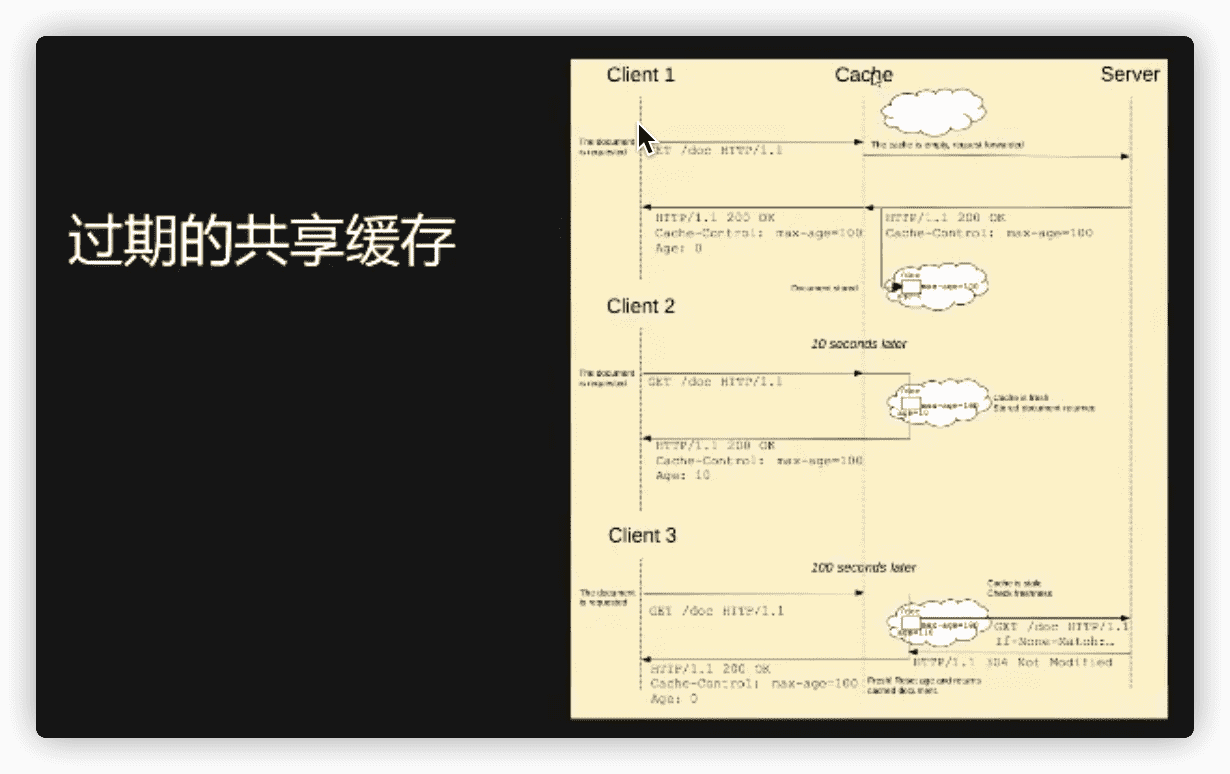 过期的共享缓存
Client 1
Cache
Server
The document
is requested
GET /doc HTTP/1.1
The cache is empty, request forwarded
HTTP/1.1 200 OK
Cache-Control: max-age=100
Age: 0
HTTP/1.1 200 OK
Cache-Control: max-age=100
Document stored
/doc
max-age=100
Client 2
10 seconds later
The document
is requested
GET /doc HTTP/1.1
/doc
max-age=100
age=10
Cache is fresh
Stored document returned
HTTP/1.1 200 OK
Cache-Control: max-age=100
Age: 10
Client 3
100 seconds later
The document
is requested
GET /doc HTTP/1.1
Cache is stale
Check freshness
/doc
max-age=100
age=110
GET /doc HTTP/1.1
If-None-Match:…
HTTP/1.1 304 Not Modified
HTTP/1.1 200 OK
Cache-Control: max-age=100
Age: 0
Fresh! Reset age and returns
cached document